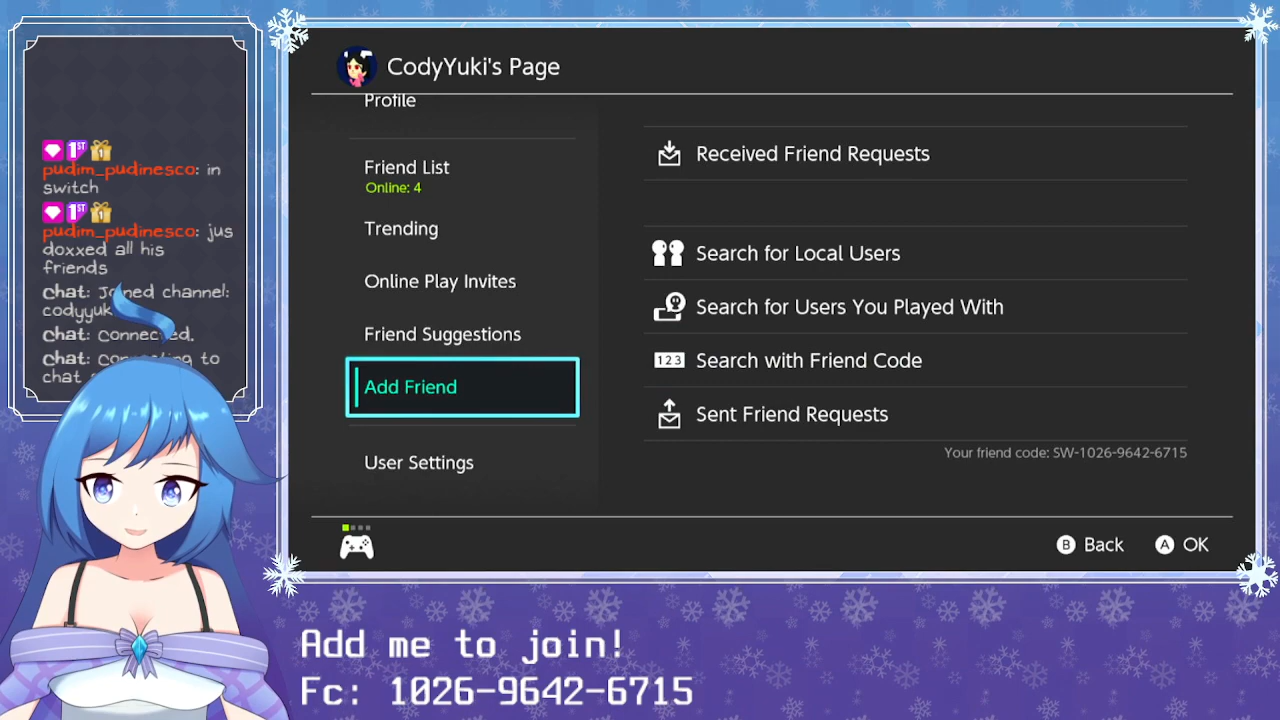 pudim_pudinesco: in
switch
pudim_pudinesco: jus
doxxed all his
friends
chat: Joined channel:
codyyuk
chat: Connected.
chat: Connecting to
chat
CodyYuki's Page
Profile
Friend List
Online: 4
Trending
Online Play Invites
Friend Suggestions
Add Friend
User Settings
Received Friend Requests
Search for Local Users
Search for Users You Played With
123 Search with Friend Code
Sent Friend Requests
Your friend code: SW-1026-9642-6715
B Back A OK
Add me to join!
Fc: 1026-9642-6715